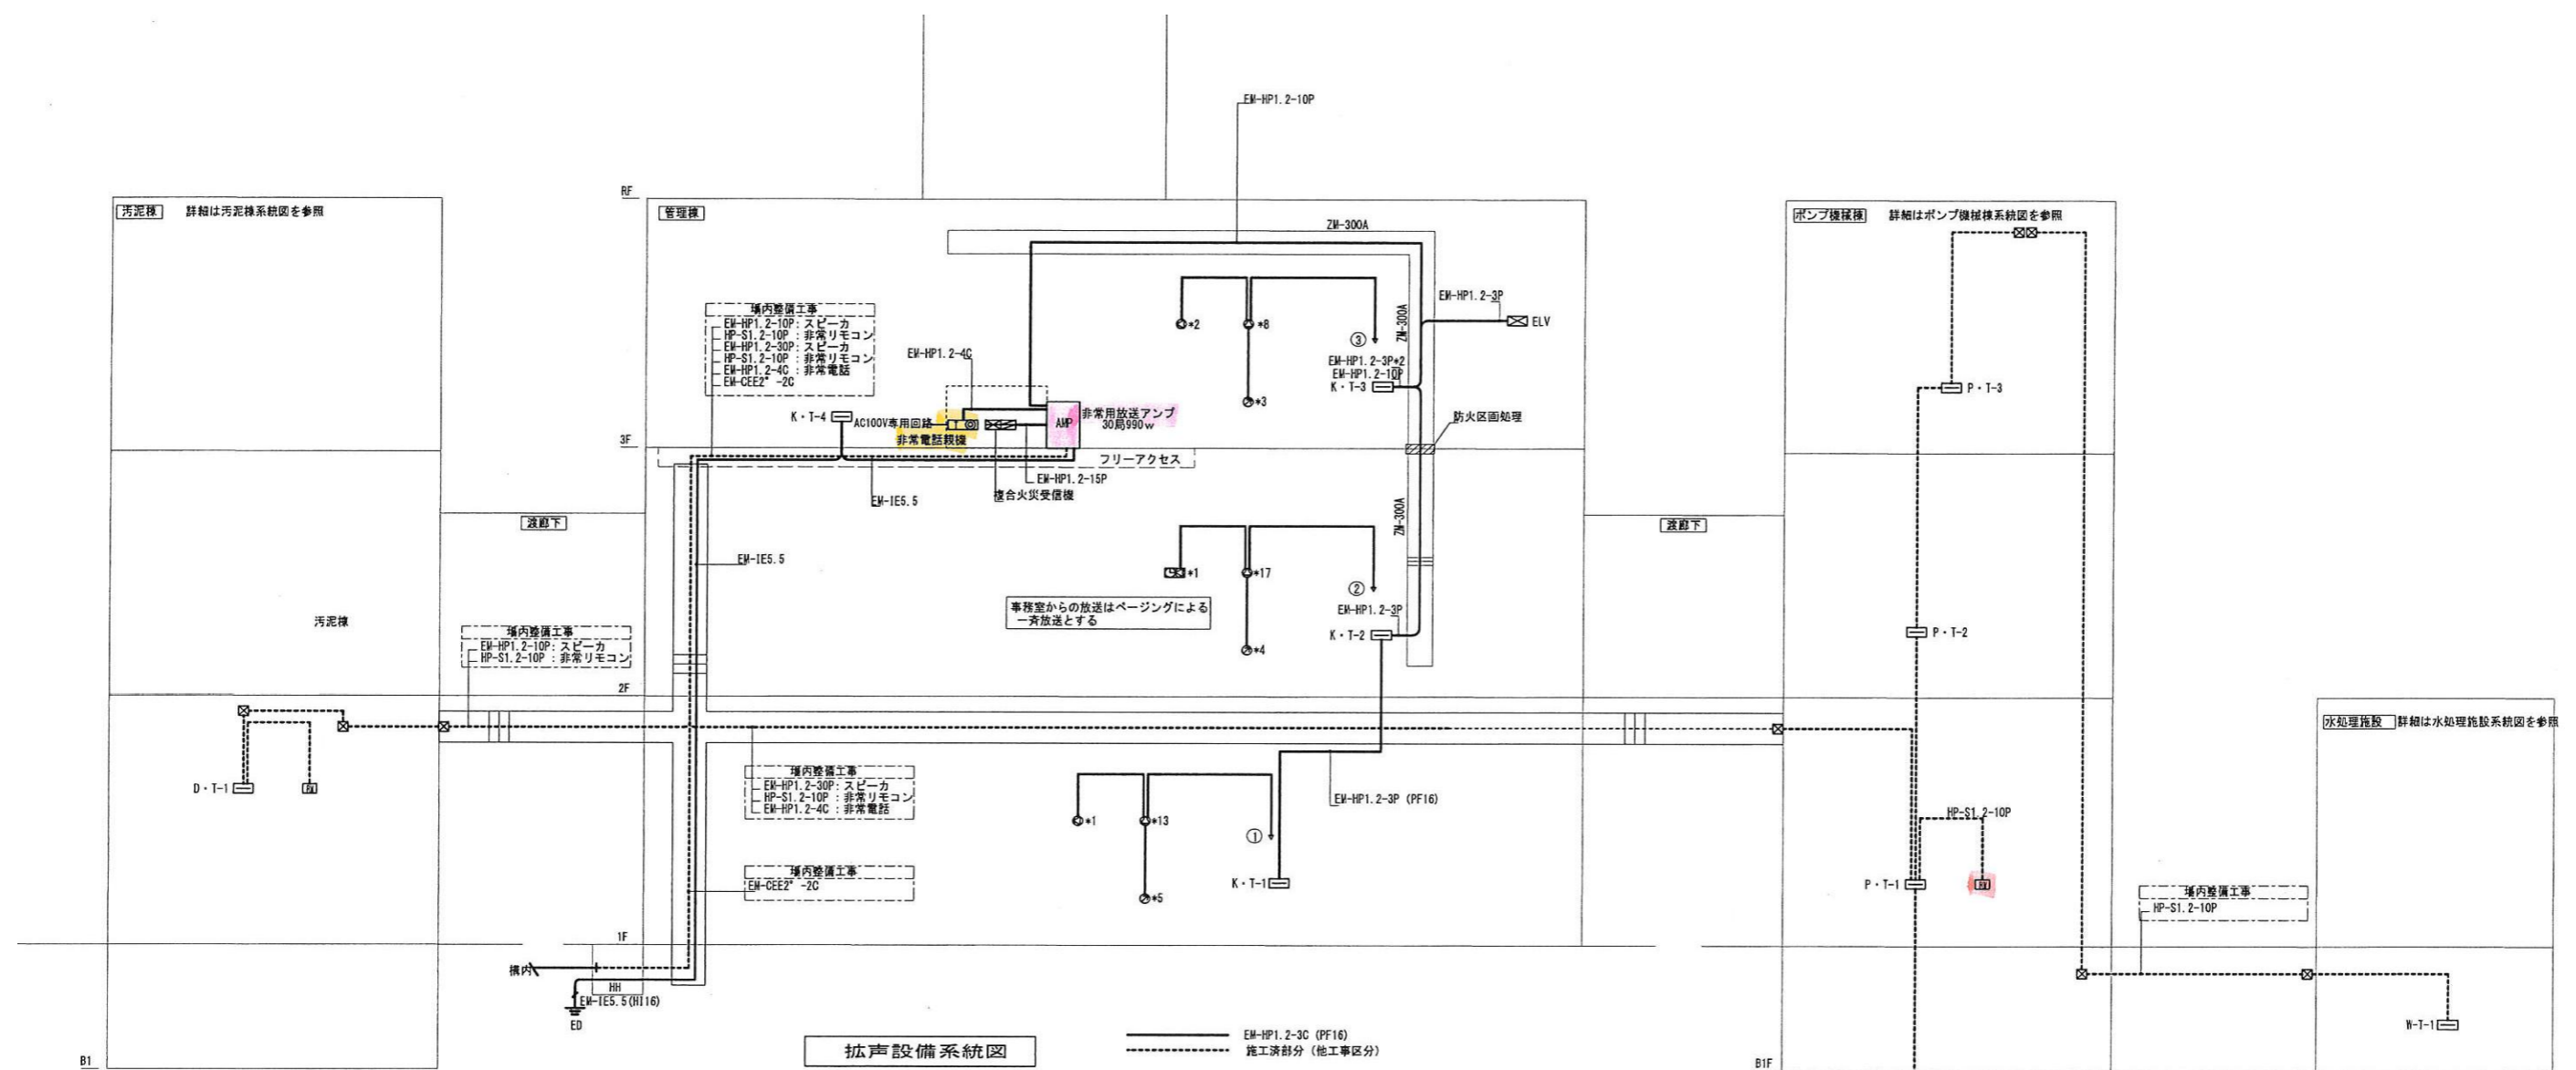 EM-HP1.2-10P
RF
汚泥棟 詳細は汚泥棟系統図を参照
管理棟
ZM-300A
ポンプ機械棟 詳細はポンプ機械棟系統図を参照
場内整備工事
EM-HP1.2-10P: スピーカ
HP-S1.2-10P : 非常リモコン
EM-HP1.2-30P: スピーカ
HP-S1.2-10P : 非常リモコン
EM-HP1.2-4C : 非常電話
EM-CEE2° -2C
EM-HP1.2-4C
*2
*8
*3
③
ZM-300A
EM-HP1.2-3P
ELV
EM-HP1.2-3P*2
EM-HP1.2-10P
K・T-3
P・T-3
K・T-4
AC100V専用回路
非常電話親機
AMP
非常用放送アンプ
30局990w
防火区画処理
3F
フリーアクセス
EM-HP1.2-15P
複合火災受信機
EM-IE5.5
渡廊下
ZM-300A
渡廊下
EM-IE5.5
*1
*17
*4
②
EM-HP1.2-3P
K・T-2
事務室からの放送はページングによる
一斉放送とする
汚泥棟
P・T-2
場内整備工事
EM-HP1.2-10P: スピーカ
HP-S1.2-10P : 非常リモコン
2F
水処理施設 詳細は水処理施設系統図を参照
D・T-1
場内整備工事
EM-HP1.2-30P: スピーカ
HP-S1.2-10P : 非常リモコン
EM-HP1.2-4C : 非常電話
*1
*13
*5
①
EM-HP1.2-3P (PF16)
K・T-1
HP-S1.2-10P
P・T-1
場内整備工事
EM-CEE2° -2C
場内整備工事
HP-S1.2-10P
1F
構内
HH
EM-IE5.5(HI16)
ED
W-T-1
拡声設備系統図
EM-HP1.2-3C (PF16)
施工済部分 (他工事区分)
B1
B1F